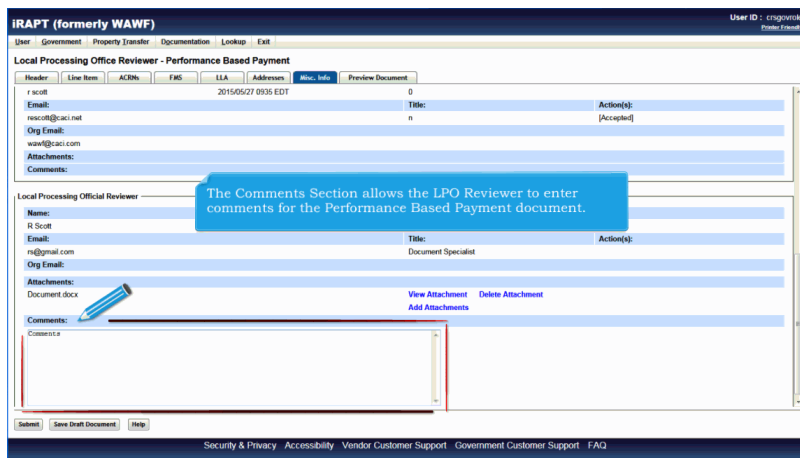 iRAPT (formerly WAWF)
User ID : crsgovrole
Printer Friendly
User Government Property Transfer Documentation Lookup Exit
Local Processing Office Reviewer - Performance Based Payment
Header Line Item ACRNs FMS LLA Addresses Misc. Info Preview Document
r scott 2015/05/27 0935 EDT 0
Email: Title: Action(s):
rescott@caci.net n [Accepted]
Org Email:
wawf@caci.com
Attachments:
Comments:
The Comments Section allows the LPO Reviewer to enter
comments for the Performance Based Payment document.
Local Processing Official Reviewer
Name:
R Scott
Email: Title: Action(s):
rs@gmail.com Document Specialist
Org Email:
Attachments:
Document.docx View Attachment Delete Attachment
Add Attachments
Comments:
Comments
Submit Save Draft Document Help
Security & Privacy Accessibility Vendor Customer Support Government Customer Support FAQ